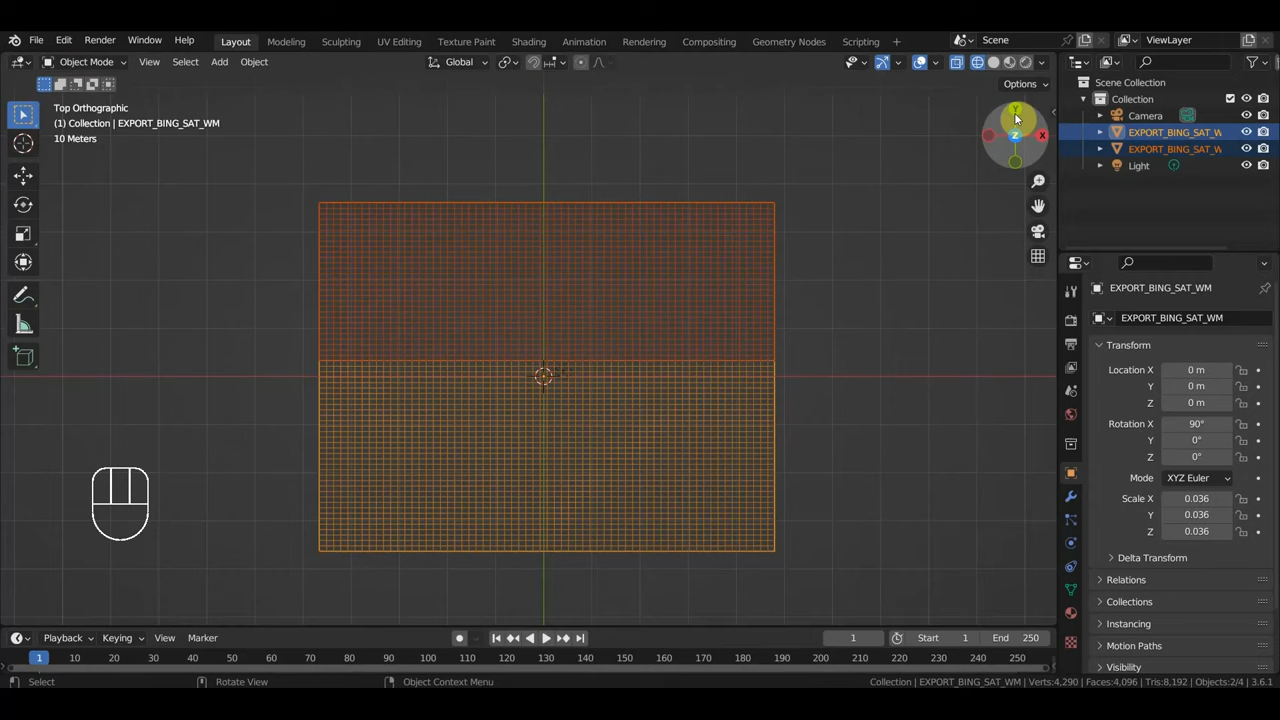 File Edit Render Window Help Layout Modeling Sculpting UV Editing Texture Paint Shading Animation Rendering Compositing Geometry Nodes Scripting + Scene ViewLayer
Object Mode View Select Add Object Global
Options
Top Orthographic
(1) Collection | EXPORT_BING_SAT_WM
10 Meters
Y
X
Z
Scene Collection
Collection
Camera
EXPORT_BING_SAT_W
EXPORT_BING_SAT_W
Light
EXPORT_BING_SAT_WM
EXPORT_BING_SAT_WM
Transform
Location X 0 m
Y 0 m
Z 0 m
Rotation X 90°
Y 0°
Z 0°
Mode XYZ Euler
Scale X 0.036
Y 0.036
Z 0.036
Delta Transform
Relations
Collections
Instancing
Motion Paths
Visibility
Playback Keying View Marker 1 Start 1 End 250
1 10 20 30 40 50 60 70 80 90 100 110 120 130 140 150 160 170 180 190 200 210 220 230 240 250
Select Rotate View Object Context Menu Collection | EXPORT_BING_SAT_WM | Verts:4,290 | Faces:4,096 | Tris:8,192 | Objects:2/4 | 3.6.1